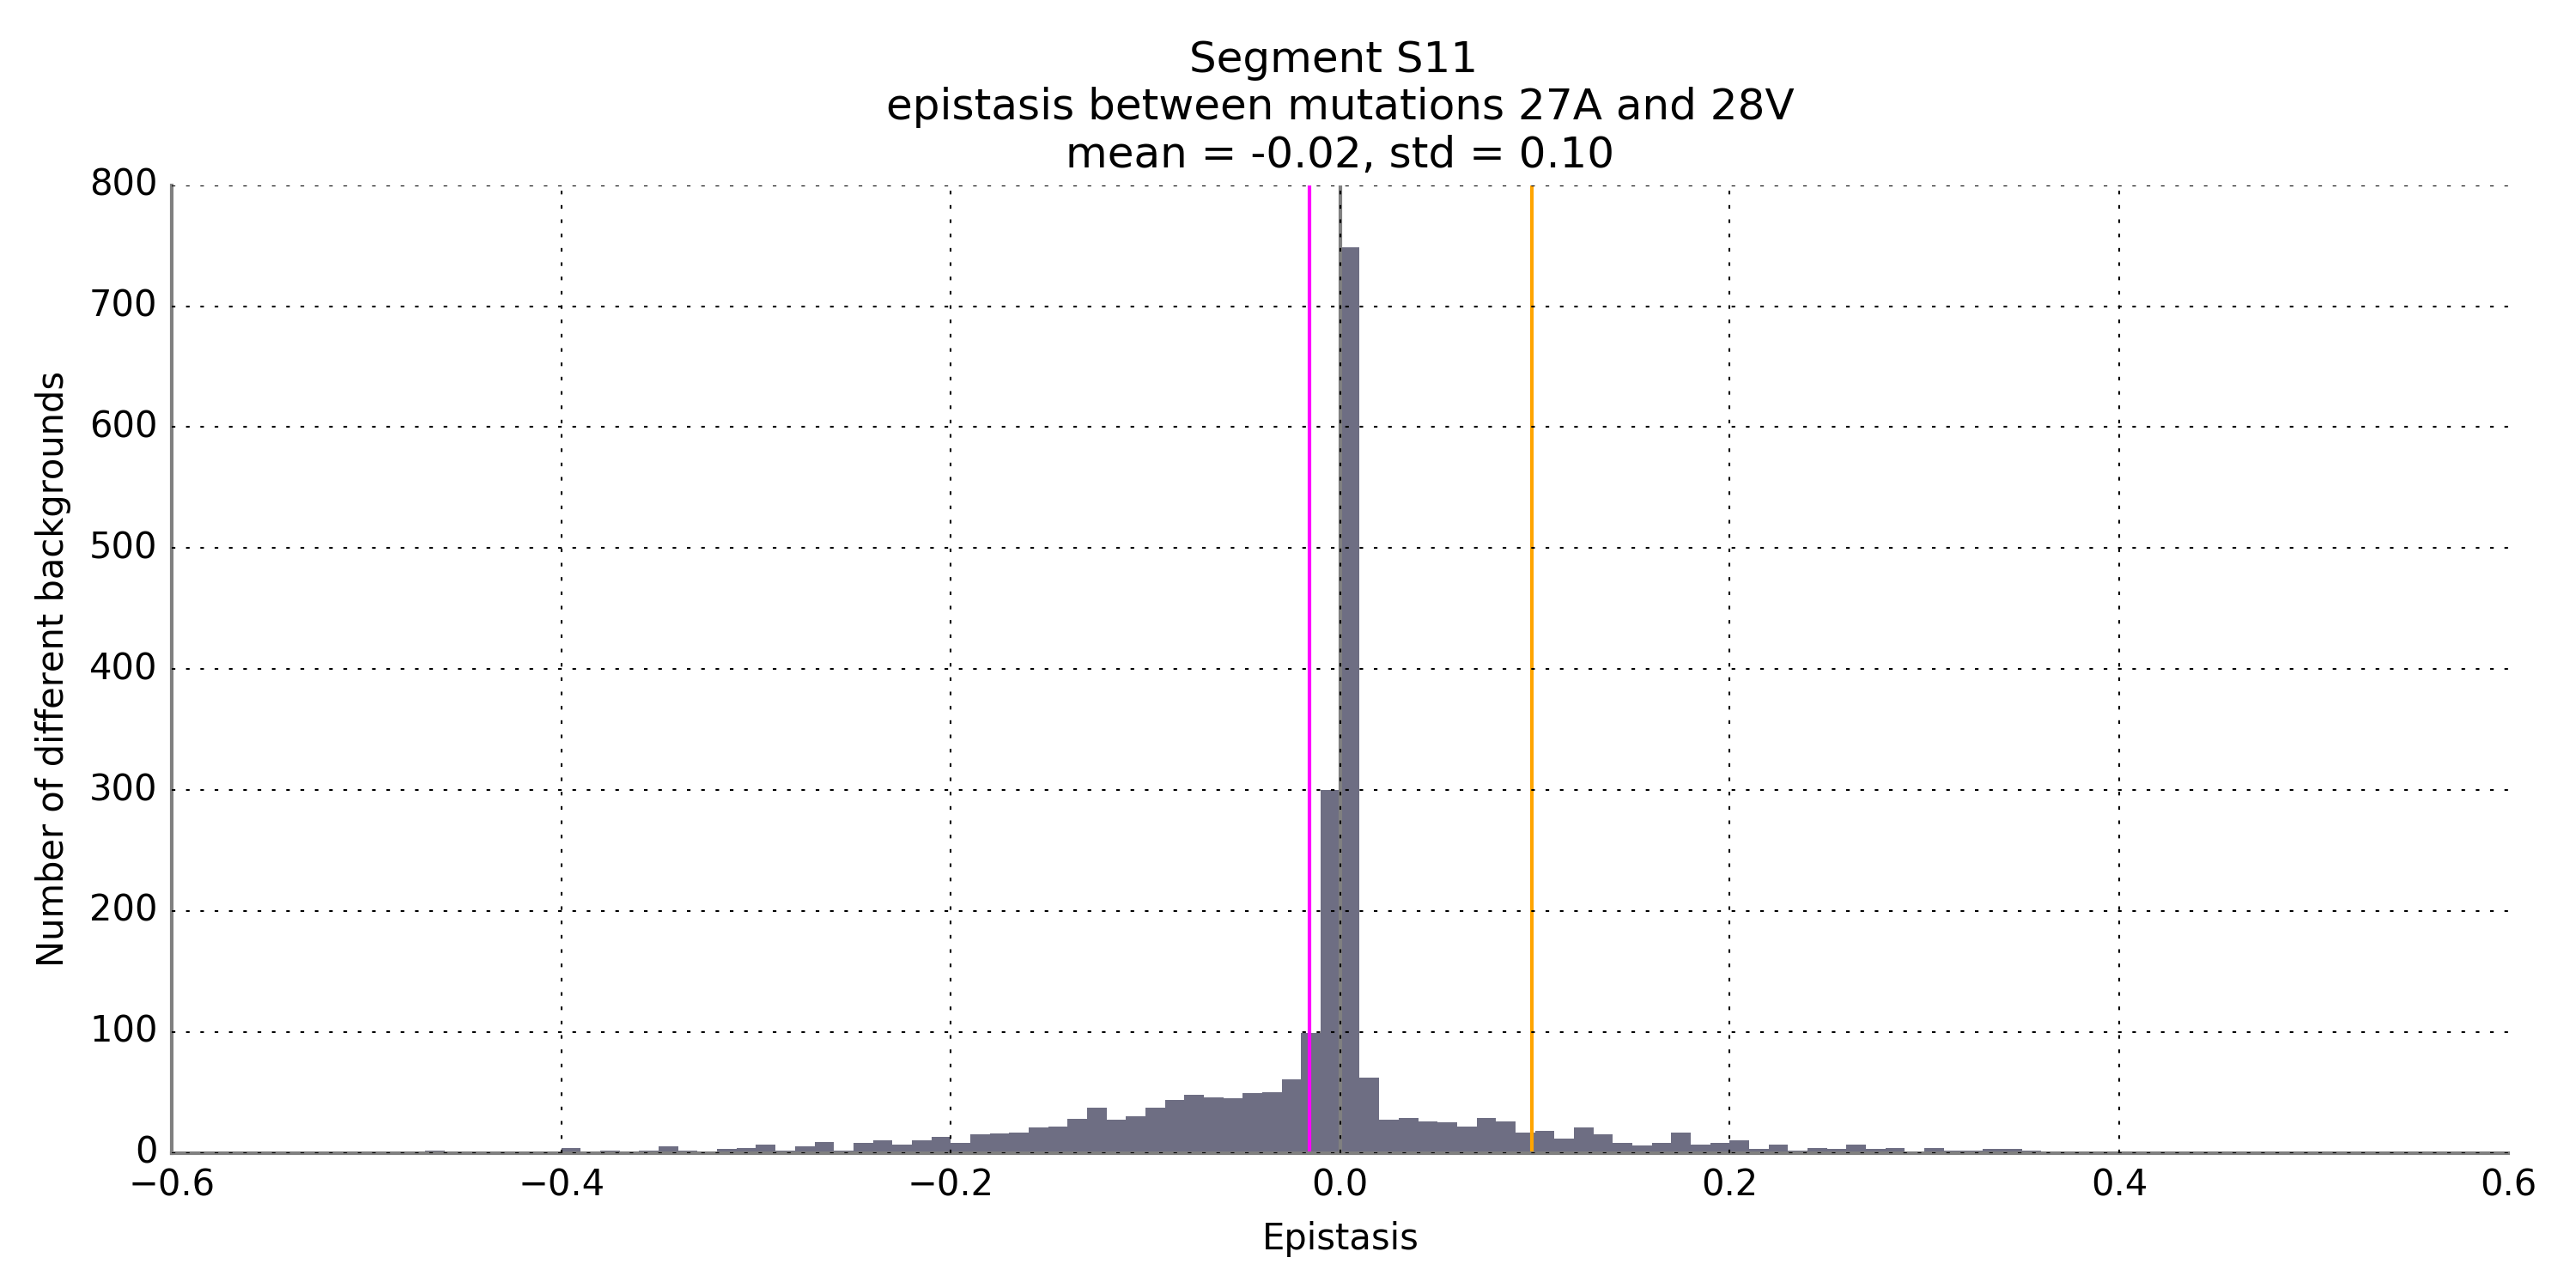 Segment S11
epistasis between mutations 27A and 28V
mean = -0.02, std = 0.10
800
700
600
500
400
300
200
100
0
Number of different backgrounds
−0.6 −0.4 −0.2 0.0 0.2 0.4 0.6
Epistasis